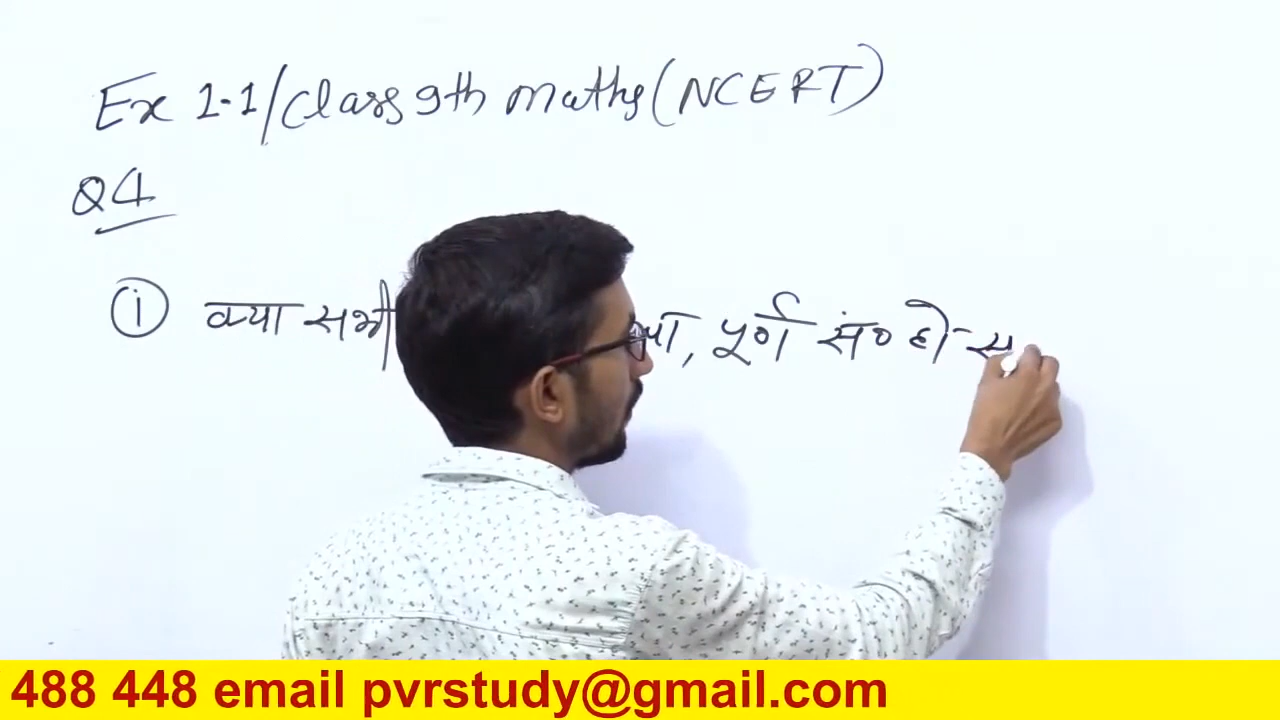 Ex 1.1/Class 9th maths (NCERT)
Q4
① क्या सभी , पूर्ण सं० हो
488 448 email pvrstudy@gmail.com